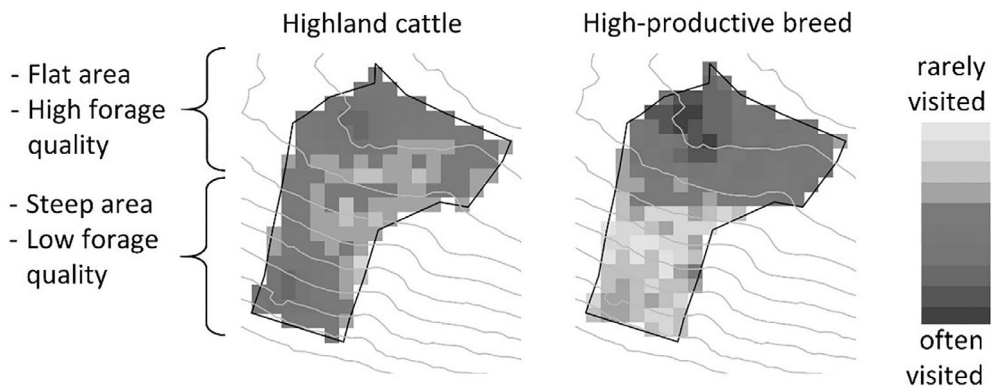 Highland cattle
High-productive breed
- Flat area
- High forage
quality
- Steep area
- Low forage
quality
rarely
visited
often
visited